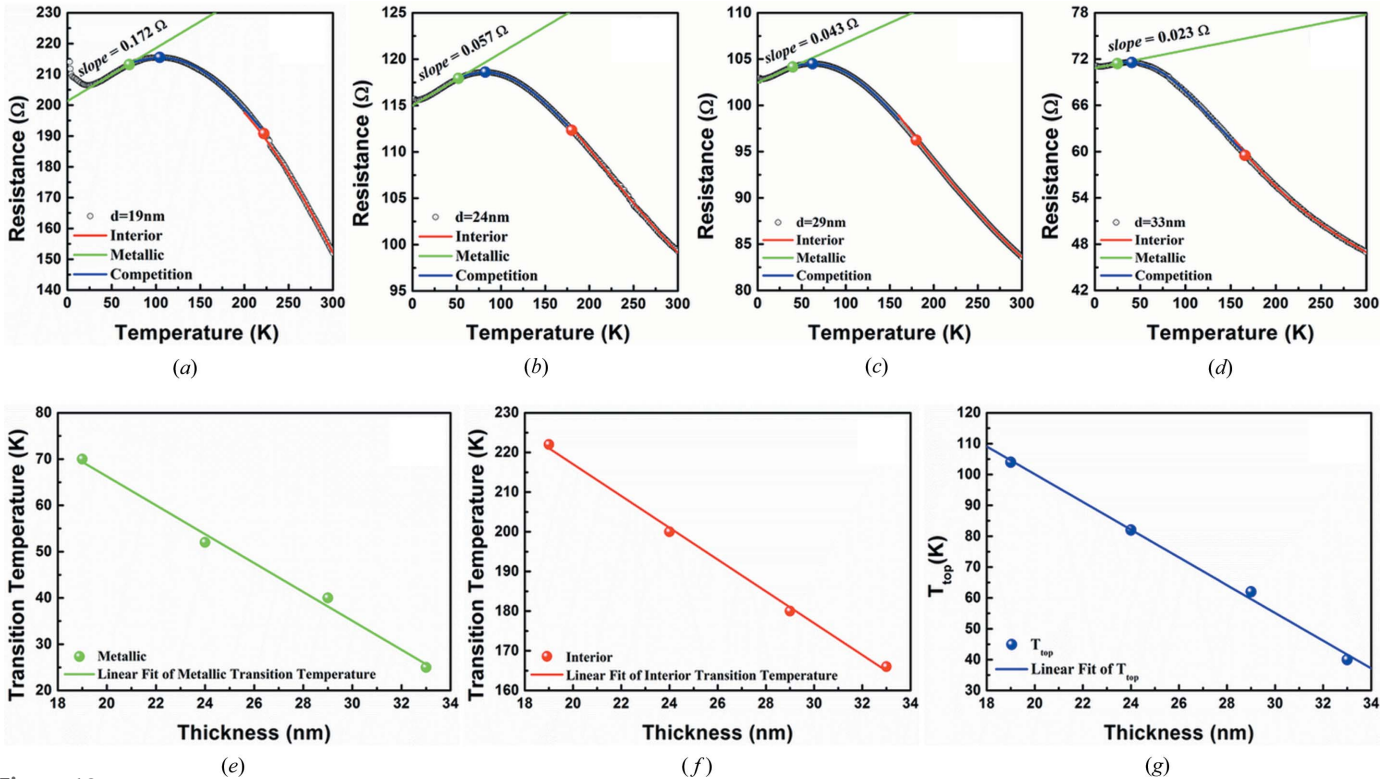 230
220
210
200
190
180
170
160
150
140
0 50 100 150 200 250 300
Resistance (Ω)
Temperature (K)
slope = 0.172 Ω
d=19nm
Interior
Metallic
Competition
(a)
125
120
115
110
105
100
95
0 50 100 150 200 250 300
Resistance (Ω)
Temperature (K)
slope = 0.057 Ω
d=24nm
Interior
Metallic
Competition
(b)
110
105
100
95
90
85
80
0 50 100 150 200 250 300
Resistance (Ω)
Temperature (K)
slope = 0.043 Ω
d=29nm
Interior
Metallic
Competition
(c)
78
72
66
60
54
48
42
0 50 100 150 200 250 300
Resistance (Ω)
Temperature (K)
slope = 0.023 Ω
d=33nm
Interior
Metallic
Competition
(d)
80
70
60
50
40
30
20
18 20 22 24 26 28 30 32 34
Transition Temperature (K)
Thickness (nm)
Metallic
Linear Fit of Metallic Transition Temperature
(e)
230
220
210
200
190
180
170
160
18 20 22 24 26 28 30 32 34
Transition Temperature (K)
Thickness (nm)
Interior
Linear Fit of Interior Transition Temperature
(f)
120
110
100
90
80
70
60
50
40
30
18 20 22 24 26 28 30 32 34
Ttop(K)
Thickness (nm)
Ttop
Linear Fit of Ttop
(g)